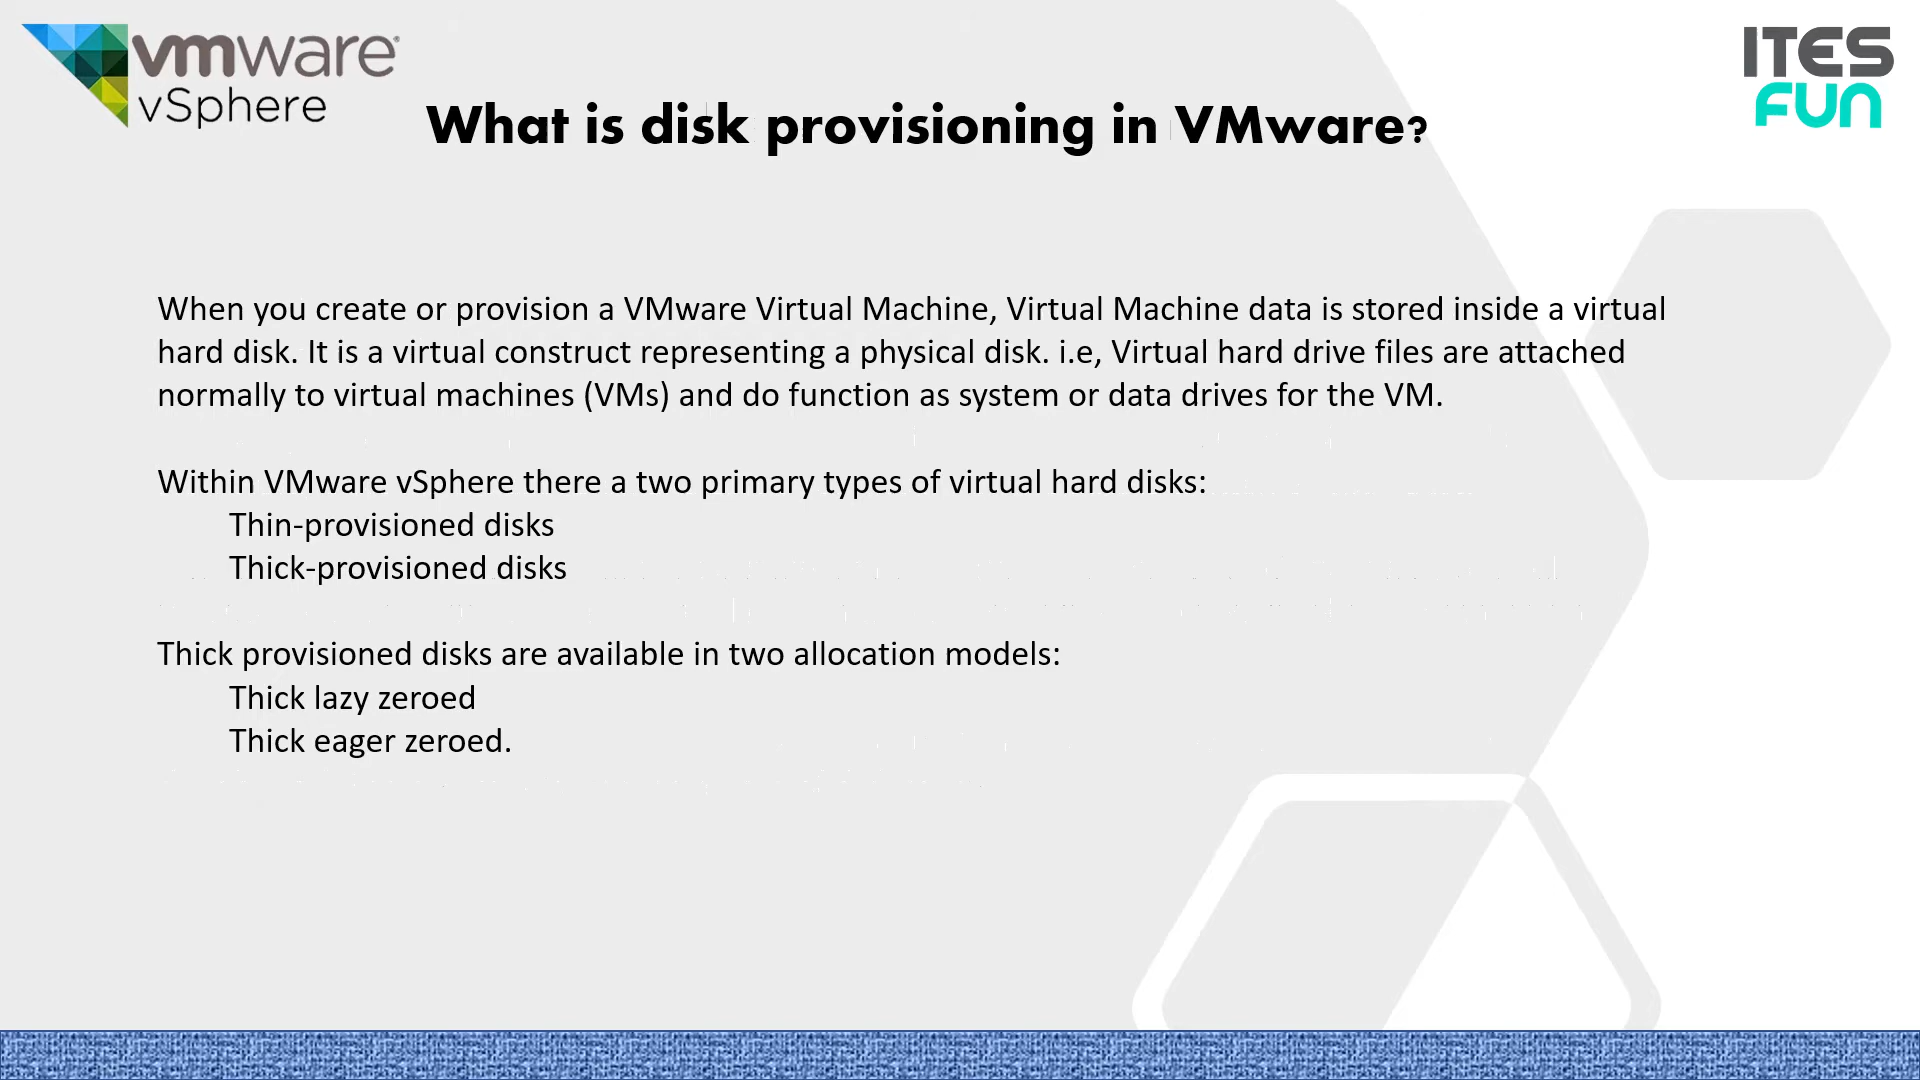 vmware®
vSphere
ITES
FUN
What is disk provisioning in VMware?
When you create or provision a VMware Virtual Machine, Virtual Machine data is stored inside a virtual
hard disk. It is a virtual construct representing a physical disk. i.e, Virtual hard drive files are attached
normally to virtual machines (VMs) and do function as system or data drives for the VM.
Within VMware vSphere there a two primary types of virtual hard disks:
Thin-provisioned disks
Thick-provisioned disks
Thick provisioned disks are available in two allocation models:
Thick lazy zeroed
Thick eager zeroed.